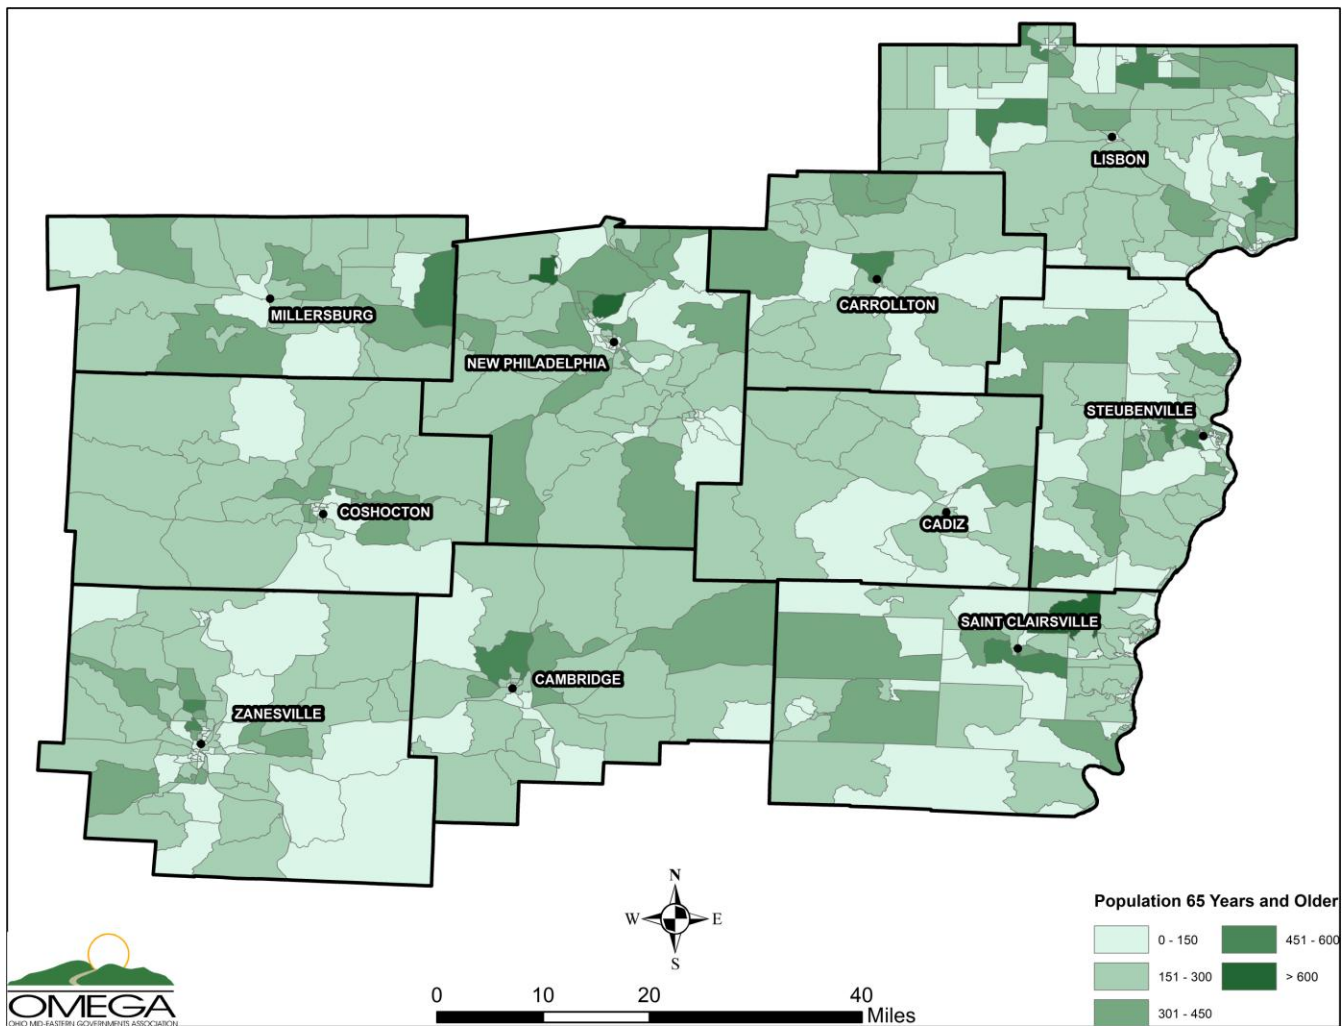 LISBON
CARROLLTON
MILLERSBURG
NEW PHILADELPHIA
STEUBENVILLE
COSHOCTON
CADIZ
SAINT CLAIRSVILLE
CAMBRIDGE
ZANESVILLE
N
W E
S
Population 65 Years and Older
0 - 150 451 - 600
151 - 300 > 600
301 - 450
0 10 20 40
Miles
OMEGA
OHIO MID-EASTERN GOVERNMENTS ASSOCIATION